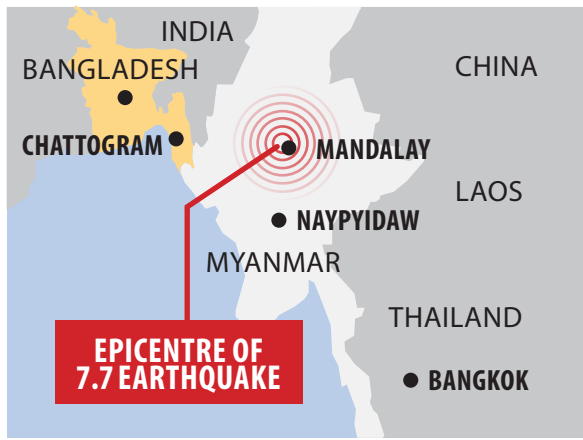 INDIA
BANGLADESH
CHINA
CHATTOGRAM
MANDALAY
LAOS
NAYPYIDAW
MYANMAR
THAILAND
EPICENTRE OF
7.7 EARTHQUAKE
BANGKOK